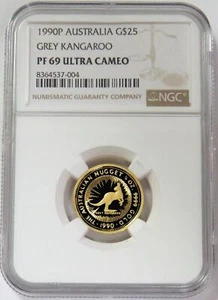 1990P AUSTRALIA G$25
GREY KANGAROO
PF 69 ULTRA CAMEO
8364537-004
NUMISMATIC GUARANTY COMPANY
NGC
THE AUSTRALIAN NUGGET
GOLD
1990